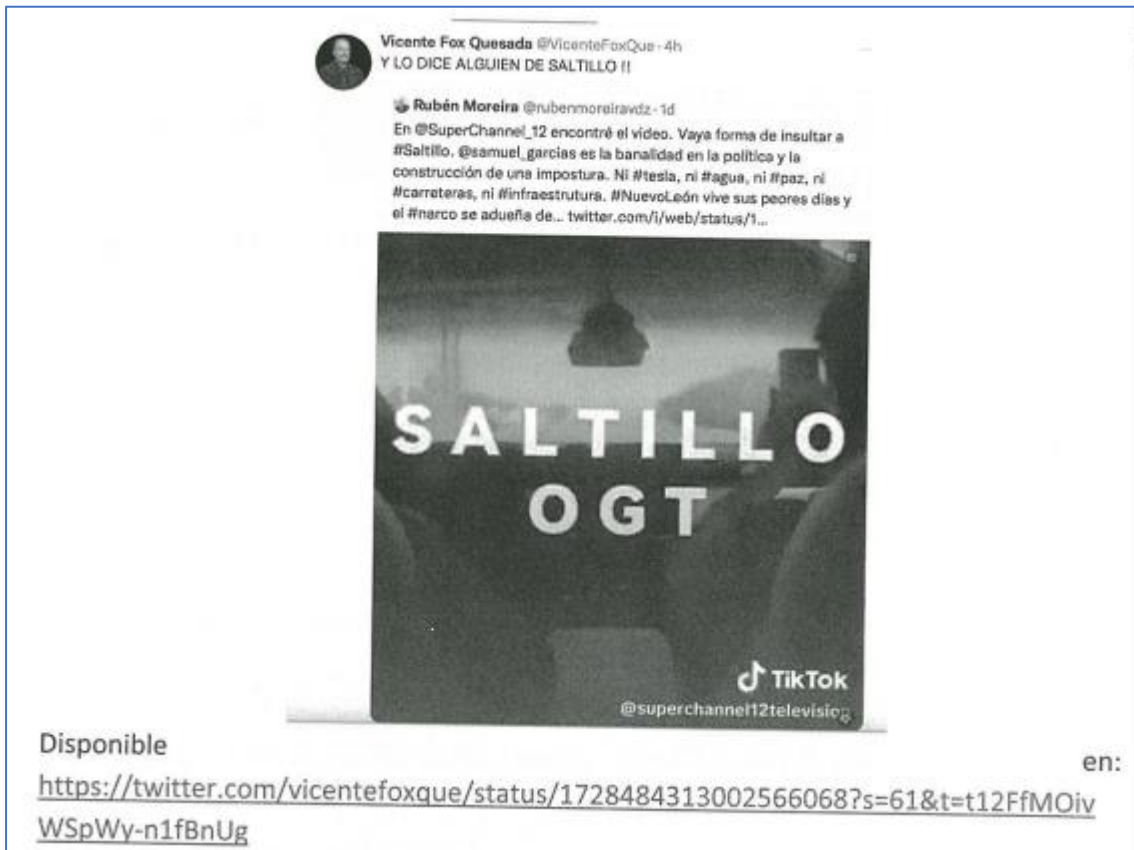 Vicente Fox Quesada @VicenteFoxQue · 4h
Y LO DICE ALGUIEN DE SALTILLO !!
Rubén Moreira @rubenmoreiravdz · 1d
En @SuperChannel_12 encontré el video. Vaya forma de insultar a
#Saltillo. @samuel_garcias es la banalidad en la política y la
construcción de una impostura. Ni #tesla, ni #agua, ni #paz, ni
#carreteras, ni #infraestrutura. #NuevoLeón vive sus peores días y
el #narco se adueña de... twitter.com/i/web/status/1...
SALTILLO
OGT
TikTok
@superchannel12television
Disponible en:
https://twitter.com/vicentefoxque/status/1728484313002566068?s=61&t=t12FfMOiv
WSpWy-n1fBnUg